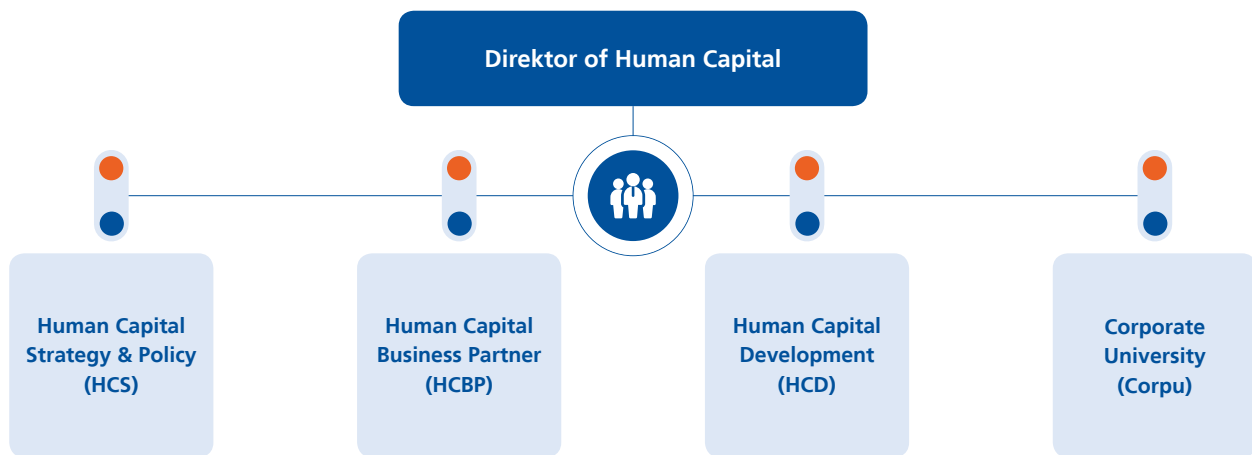 Direktor of Human Capital
Human Capital
Strategy & Policy
(HCS)
Human Capital
Business Partner
(HCBP)
Human Capital
Development
(HCD)
Corporate
University
(Corpu)